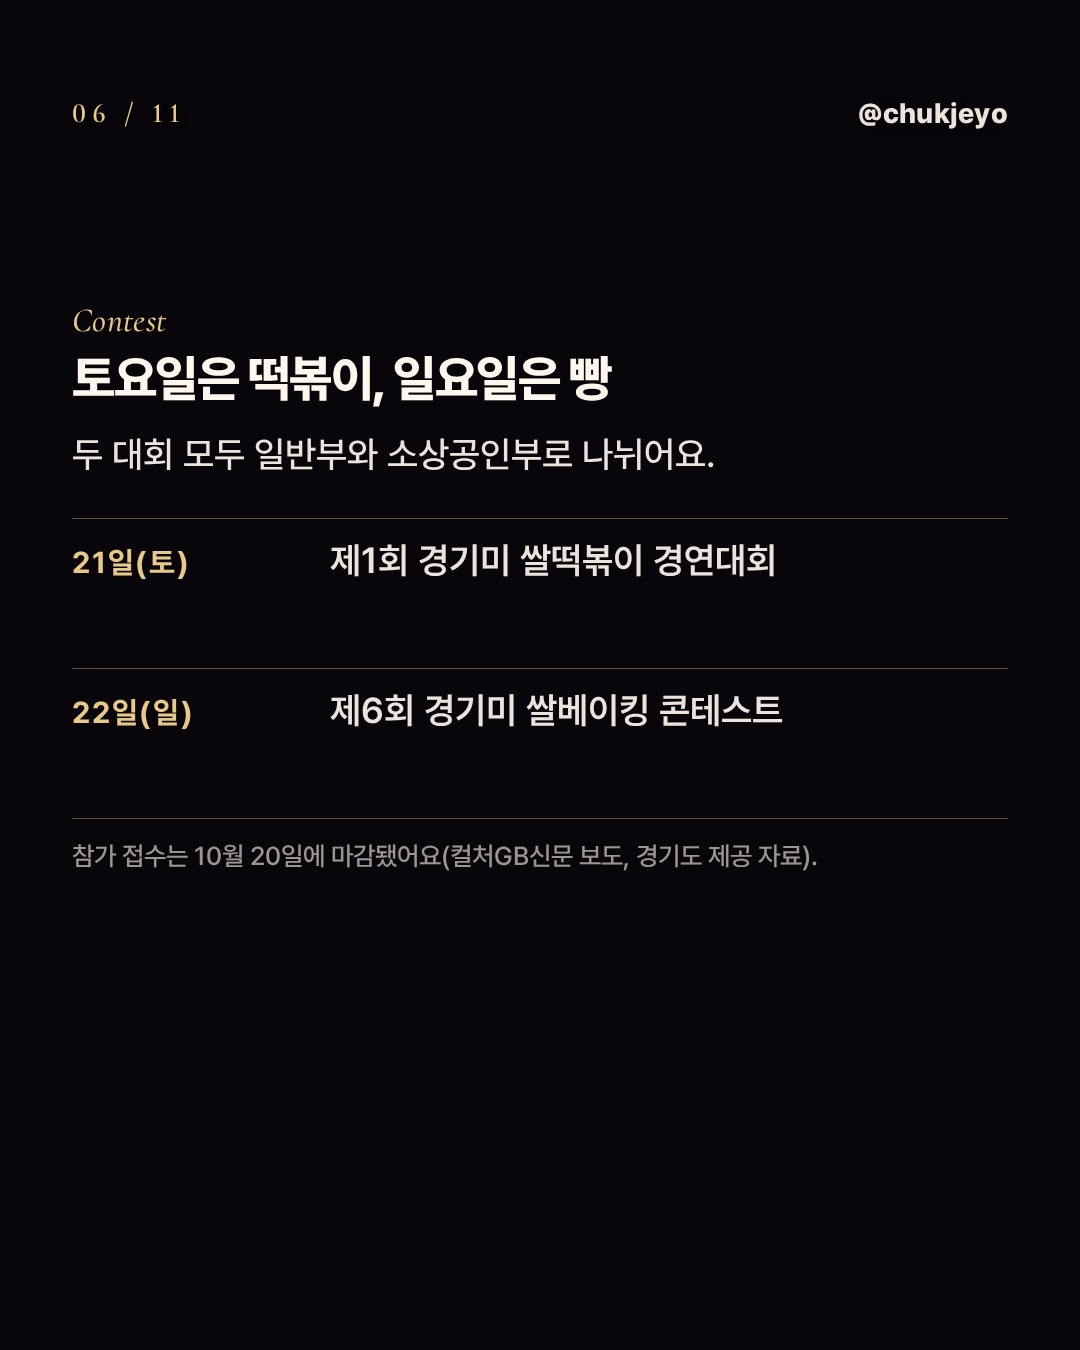 06 / 11
@chukjeyo
Contest
토요일은 떡볶이, 일요일은 빵
두 대회 모두 일반부와 소상공인부로 나뉘어요.
21일(토)
제1회 경기미 쌀떡볶이 경연대회
22일(일)
제6회 경기미 쌀베이킹 콘테스트
참가 접수는 10월 20일에 마감됐어요(컬처GB신문 보도, 경기도 제공 자료).